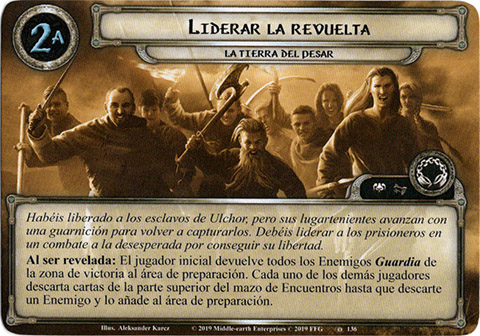 2A
LIDERAR LA REVUELTA
LA TIERRA DEL PESAR
Habéis liberado a los esclavos de Ulchor, pero sus lugartenientes avanzan con
una guarnición para volver a capturarlos. Debéis liderar a los prisioneros en
un combate a la desesperada por conseguir su libertad.
Al ser revelada: El jugador inicial devuelve todos los Enemigos Guardia de
la zona de victoria al área de preparación. Cada uno de los demás jugadores
descarta cartas de la parte superior del mazo de Encuentros hasta que descarte
un Enemigo y lo añade al área de preparación.
Illus. Aleksander Karcz © 2019 Middle-earth Enterprises © 2019 FFG 136